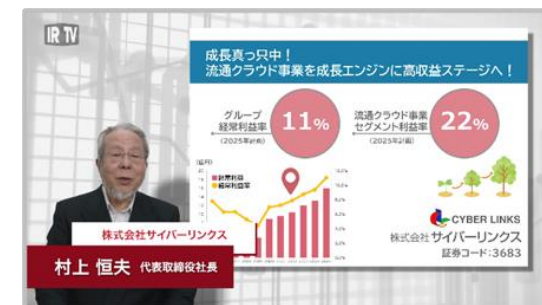 IR TV
成長真っ只中！
流通クラウド事業を成長エンジンに高収益ステージへ！
グループ
経常利益率
（2025年計画）
11%
流通クラウド事業
セグメント利益率
（2025年計画）
22%
(億円)
経常利益
経常利益率
CYBER LINKS
株式会社サイバーリンクス
証券コード：3683
株式会社サイバーリンクス
村上 恒夫 代表取締役社長